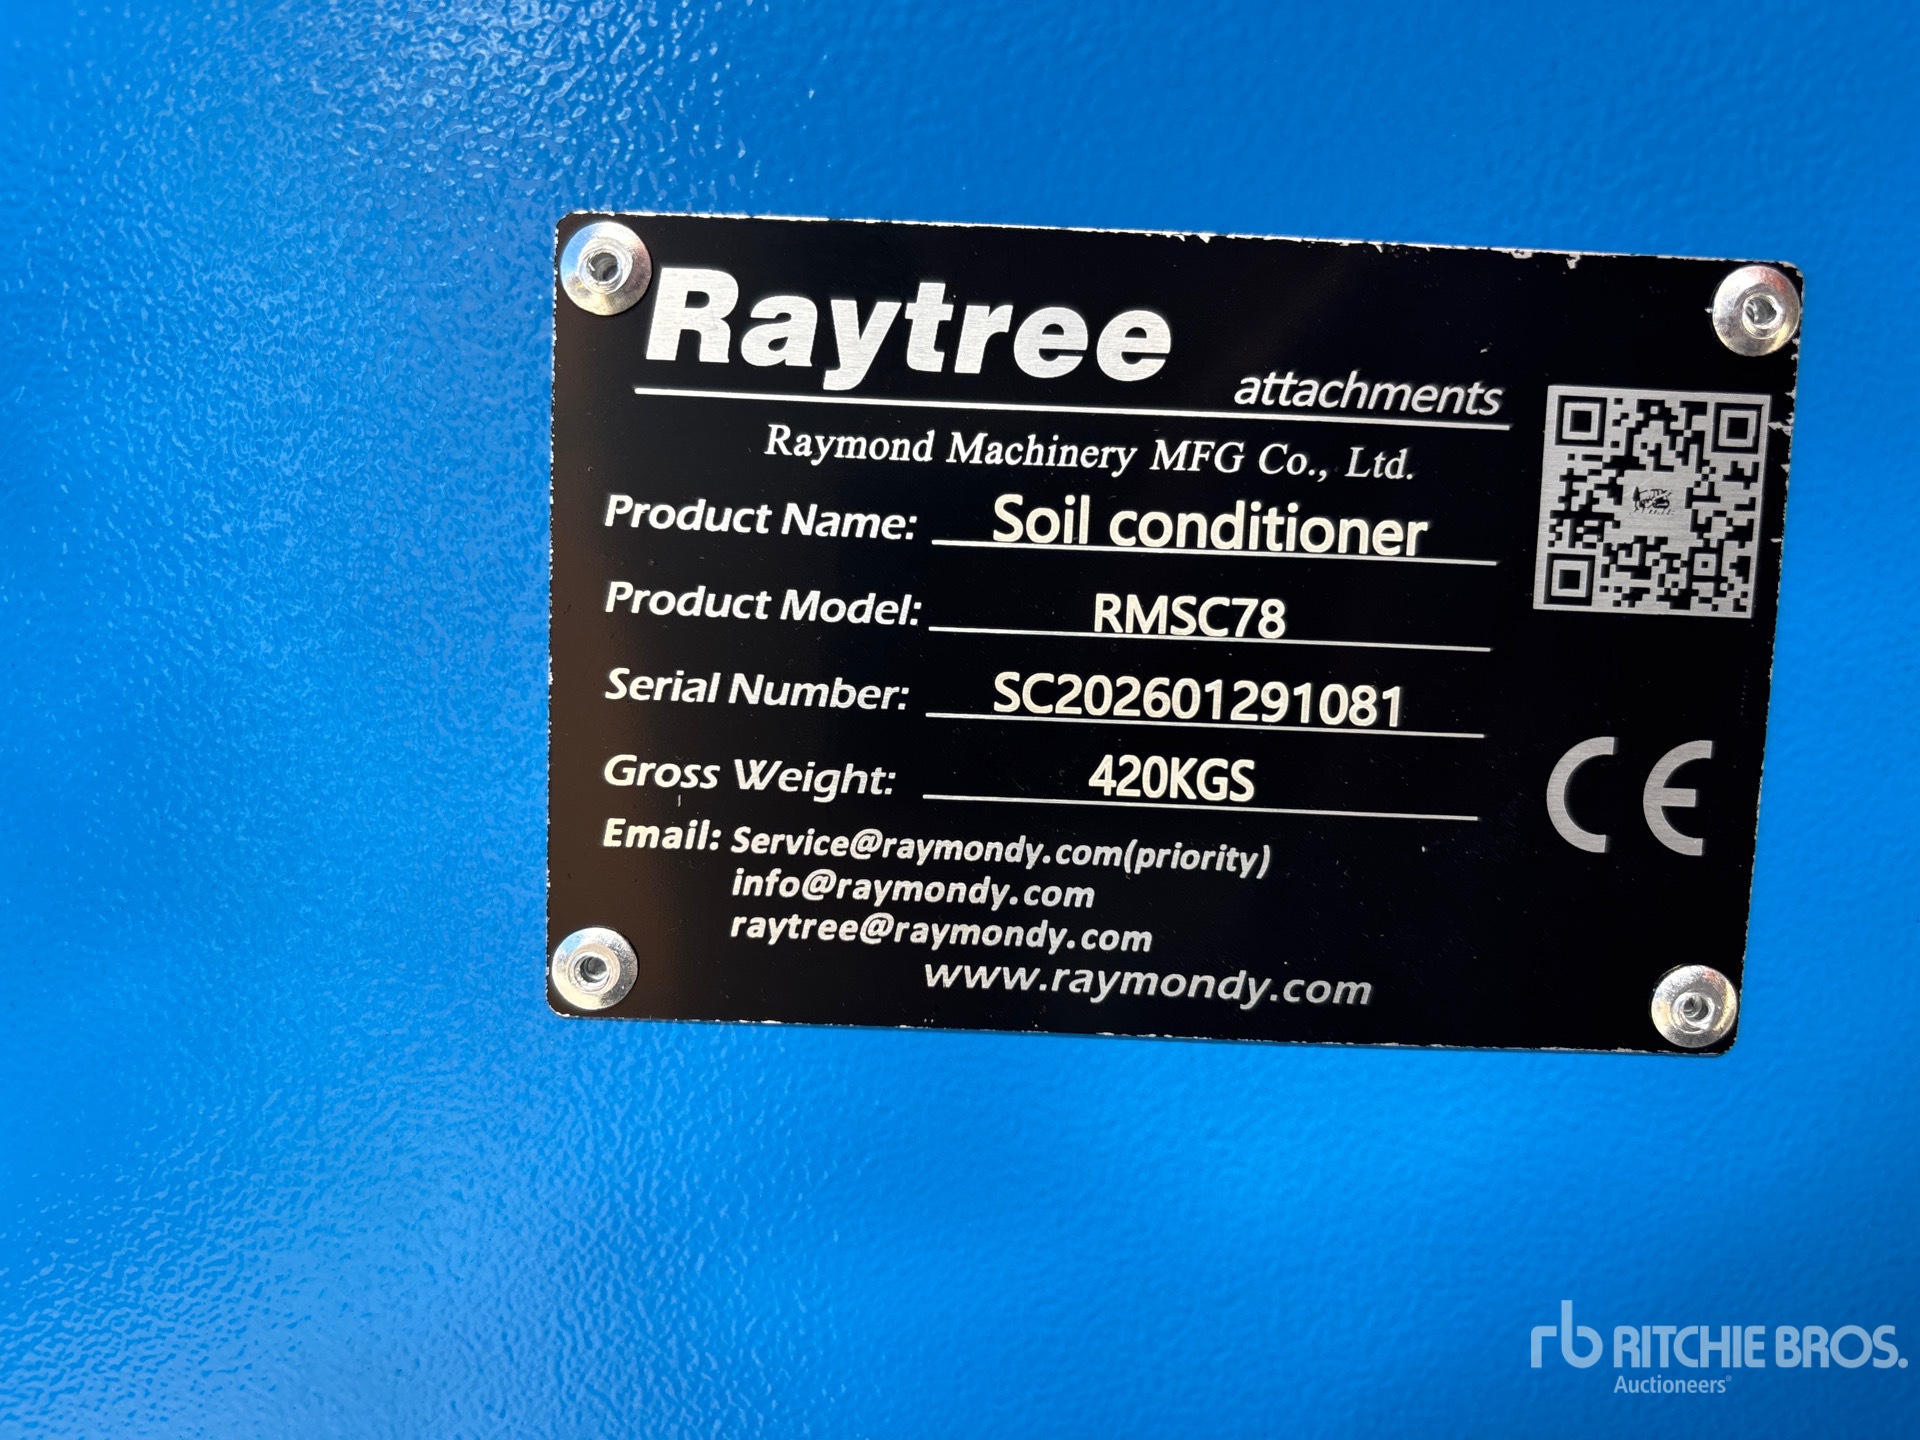 Raytree
attachments
Raymond Machinery MFG Co., Ltd.
Product Name: Soil conditioner
Product Model: RMSC78
Serial Number: SC202601291081
Gross Weight: 420KGS
Email: Service@raymondy.com(priority)
info@raymondy.com
raytree@raymondy.com
www.raymondy.com
CE
rb RITCHIE BROS.
Auctioneers®